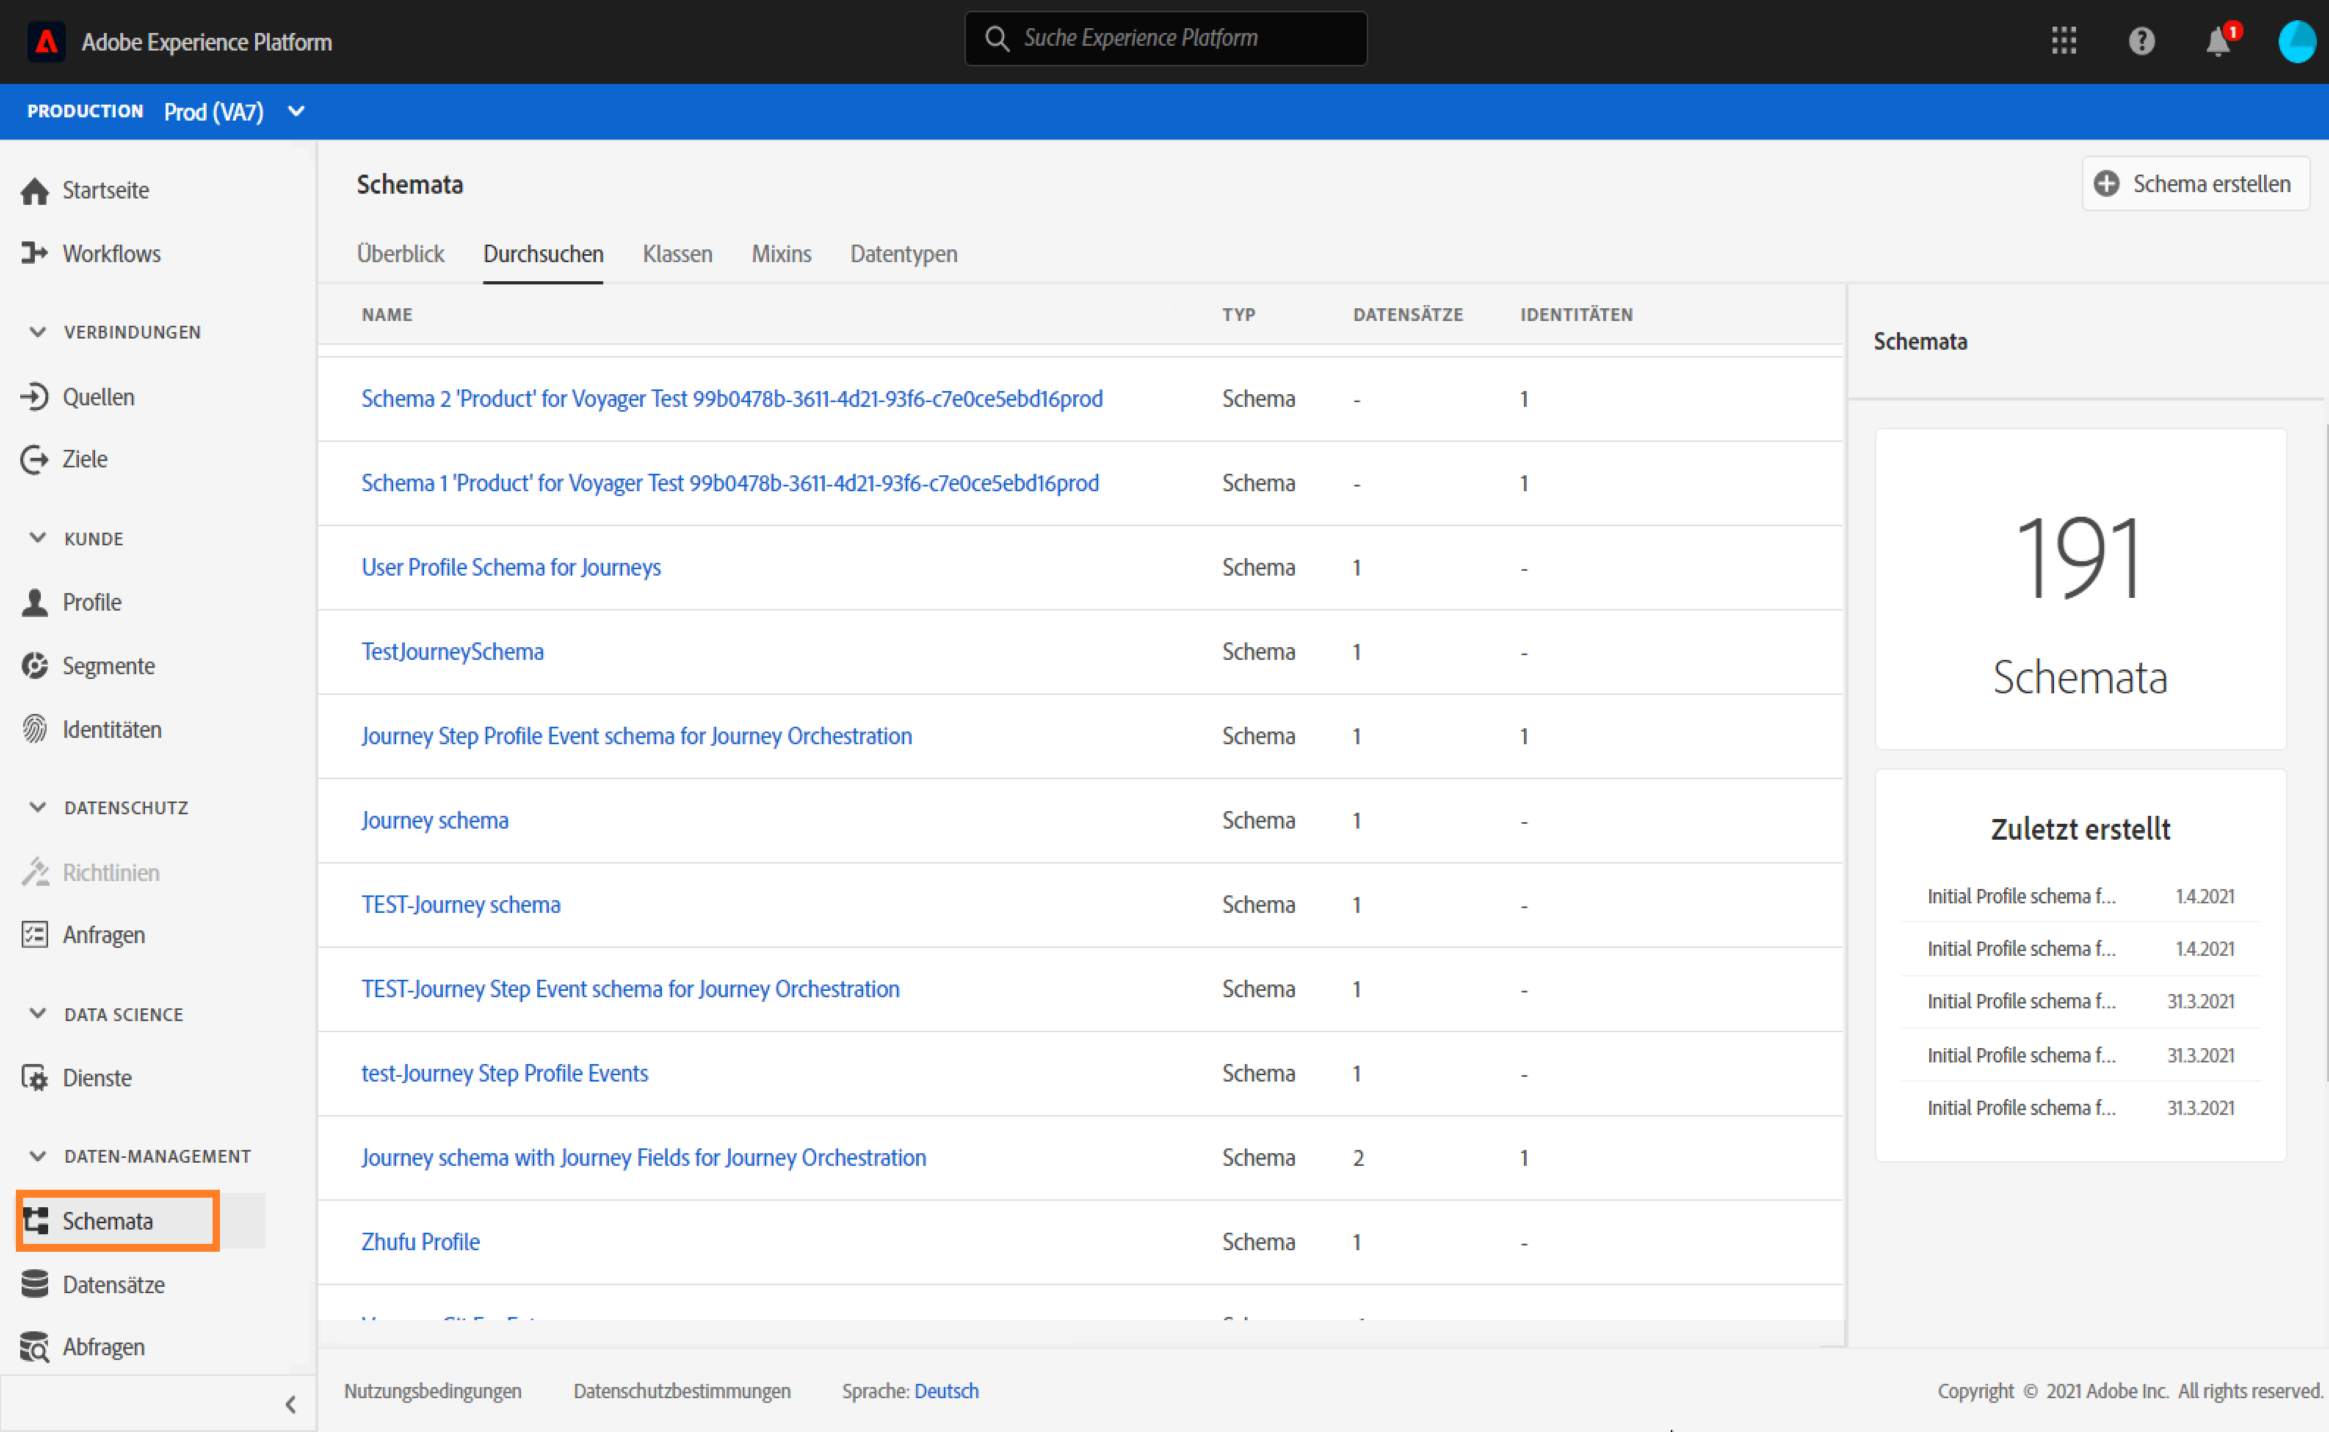 Adobe Experience Platform
Suche Experience Platform
1
PRODUCTION Prod (VA7)
Startseite
Workflows
VERBINDUNGEN
Quellen
Ziele
KUNDE
Profile
Segmente
Identitäten
DATENSCHUTZ
Richtlinien
Anfragen
DATA SCIENCE
Dienste
DATEN-MANAGEMENT
Schemata
Datensätze
Abfragen
Schemata
Schema erstellen
Überblick Durchsuchen Klassen Mixins Datentypen
NAME TYP DATENSÄTZE IDENTITÄTEN
Schema 2 'Product' for Voyager Test 99b0478b-3611-4d21-93f6-c7e0ce5ebd16prod Schema - 1
Schema 1 'Product' for Voyager Test 99b0478b-3611-4d21-93f6-c7e0ce5ebd16prod Schema - 1
User Profile Schema for Journeys Schema 1 -
TestJourneySchema Schema 1 -
Journey Step Profile Event schema for Journey Orchestration Schema 1 1
Journey schema Schema 1 -
TEST-Journey schema Schema 1 -
TEST-Journey Step Event schema for Journey Orchestration Schema 1 -
test-Journey Step Profile Events Schema 1 -
Journey schema with Journey Fields for Journey Orchestration Schema 2 1
Zhufu Profile Schema 1 -
Schemata
191
Schemata
Zuletzt erstellt
Initial Profile schema f... 1.4.2021
Initial Profile schema f... 1.4.2021
Initial Profile schema f... 31.3.2021
Initial Profile schema f... 31.3.2021
Initial Profile schema f... 31.3.2021
Nutzungsbedingungen Datenschutzbestimmungen Sprache: Deutsch
Copyright © 2021 Adobe Inc. All rights reserved.